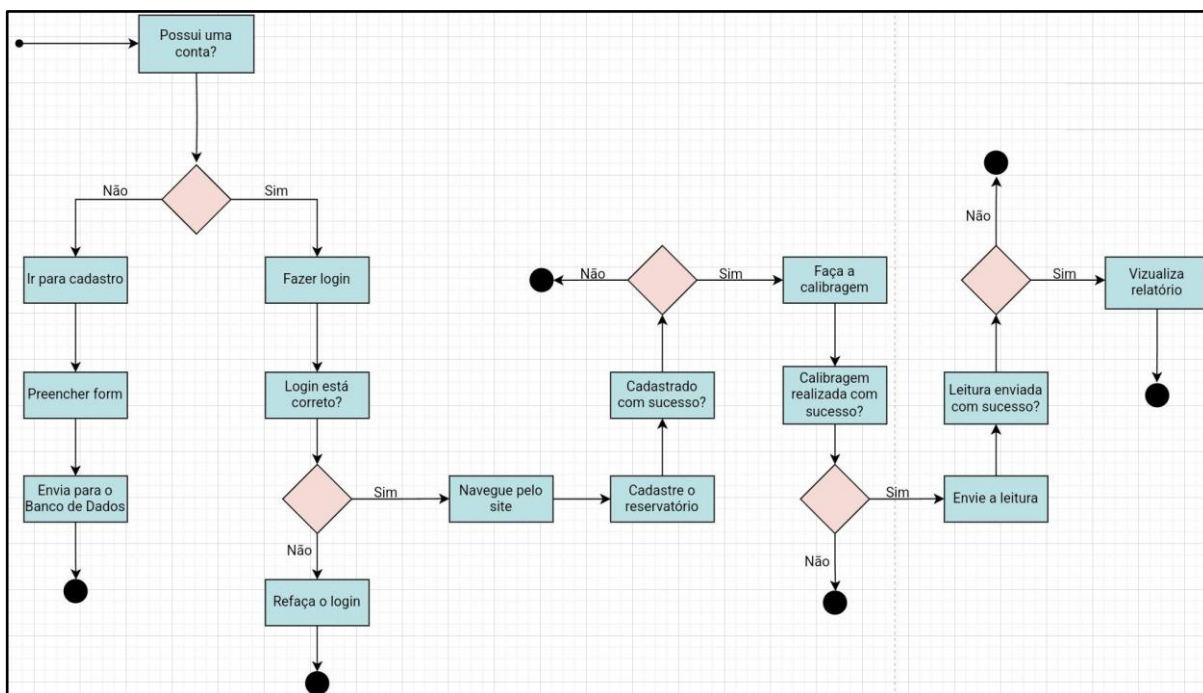 Possui uma
conta?
Não
Sim
Ir para cadastro
Fazer login
Preencher form
Login está
correto?
Envia para o
Banco de Dados
Sim
Não
Refaça o login
Navegue pelo
site
Cadastre o
reservatório
Cadastrado
com sucesso?
Não
Sim
Faça a
calibragem
Calibragem
realizada com
sucesso?
Sim
Não
Envie a leitura
Leitura enviada
com sucesso?
Não
Sim
Vizualiza
relatório